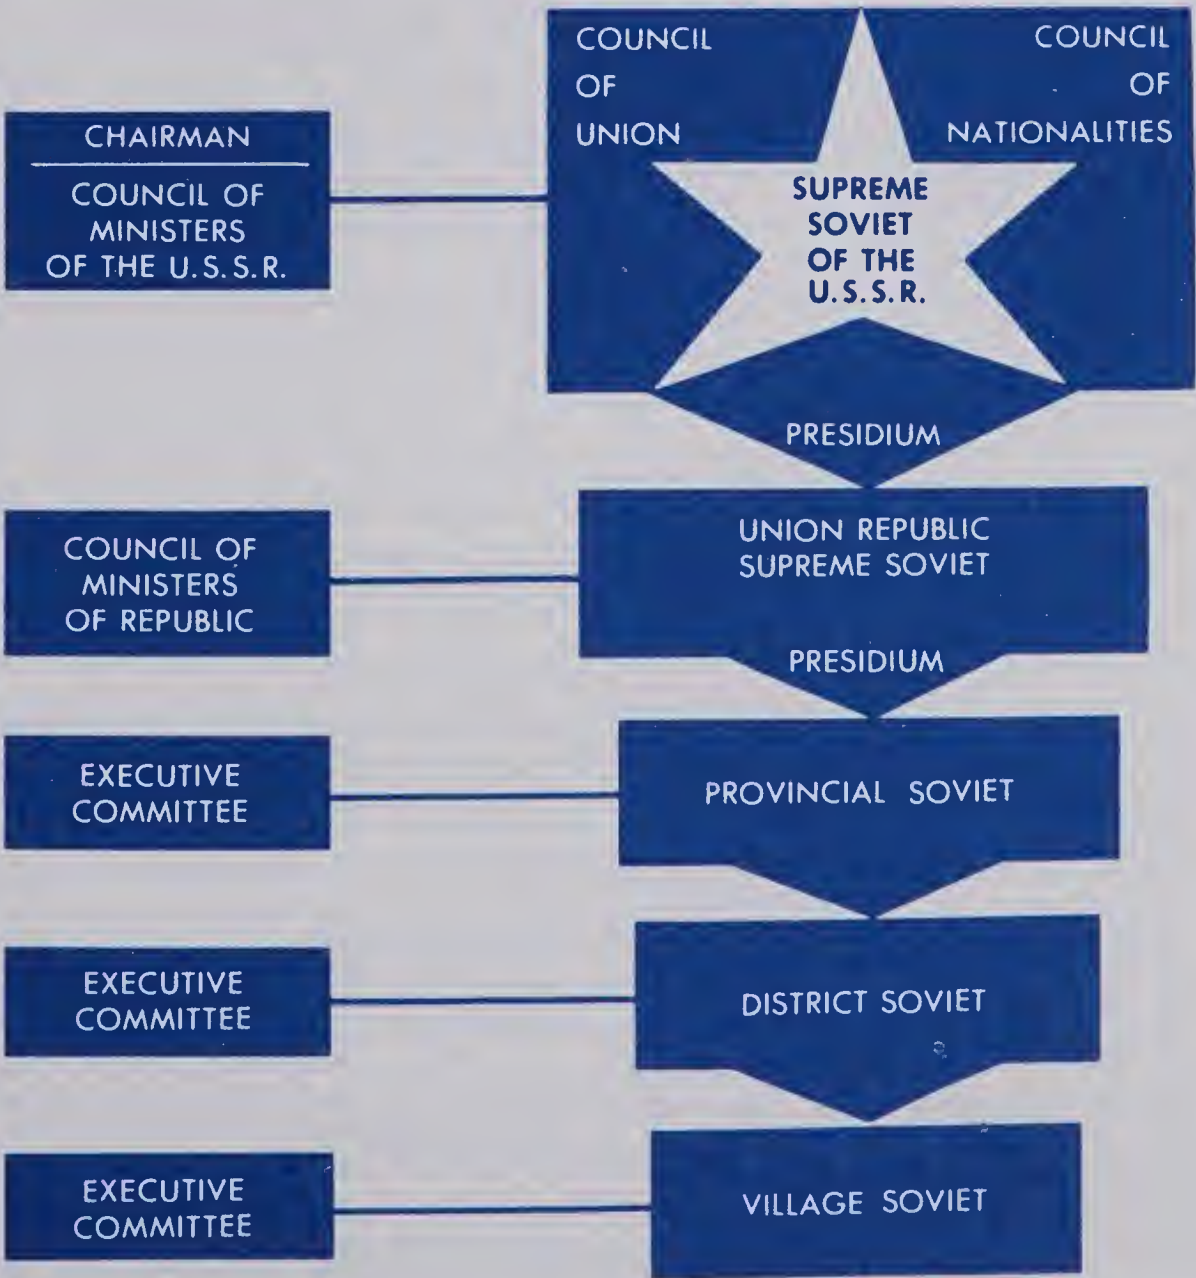 COUNCIL
OF
UNION
COUNCIL
OF
NATIONALITIES
CHAIRMAN
COUNCIL OF
MINISTERS
OF THE U.S.S.R.
SUPREME
SOVIET
OF THE
U.S.S.R.
PRESIDIUM
COUNCIL OF
MINISTERS
OF REPUBLIC
UNION REPUBLIC
SUPREME SOVIET
PRESIDIUM
EXECUTIVE
COMMITTEE
PROVINCIAL SOVIET
EXECUTIVE
COMMITTEE
DISTRICT SOVIET
EXECUTIVE
COMMITTEE
VILLAGE SOVIET